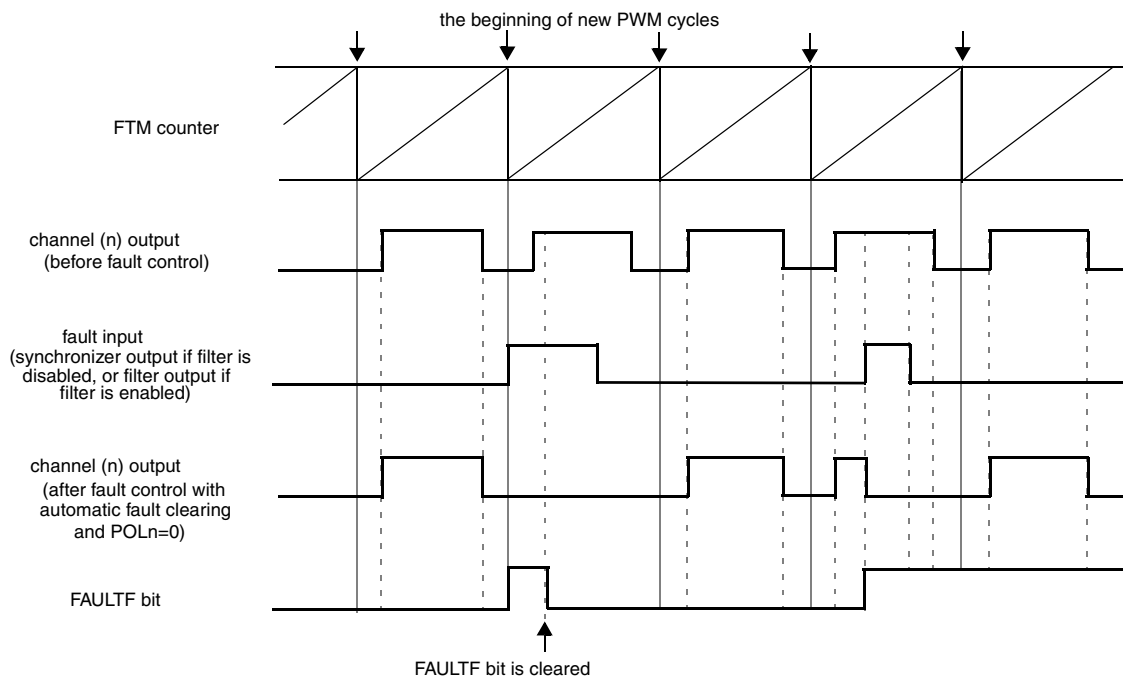 the beginning of new PWM cycles
FTM counter
channel (n) output
(before fault control)
fault input
(synchronizer output if filter is
disabled, or filter output if
filter is enabled)
channel (n) output
(after fault control with
automatic fault clearing
and POLn=0)
FAULTF bit
FAULTF bit is cleared